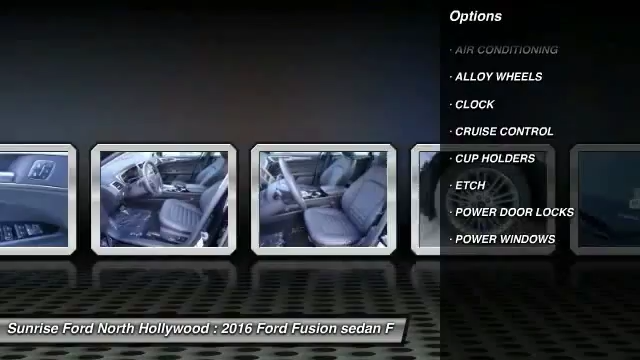 Options
· AIR CONDITIONING
· ALLOY WHEELS
· CLOCK
· CRUISE CONTROL
· CUP HOLDERS
· ETCH
· POWER DOOR LOCKS
· POWER WINDOWS
Sunrise Ford North Hollywood : 2016 Ford Fusion sedan F